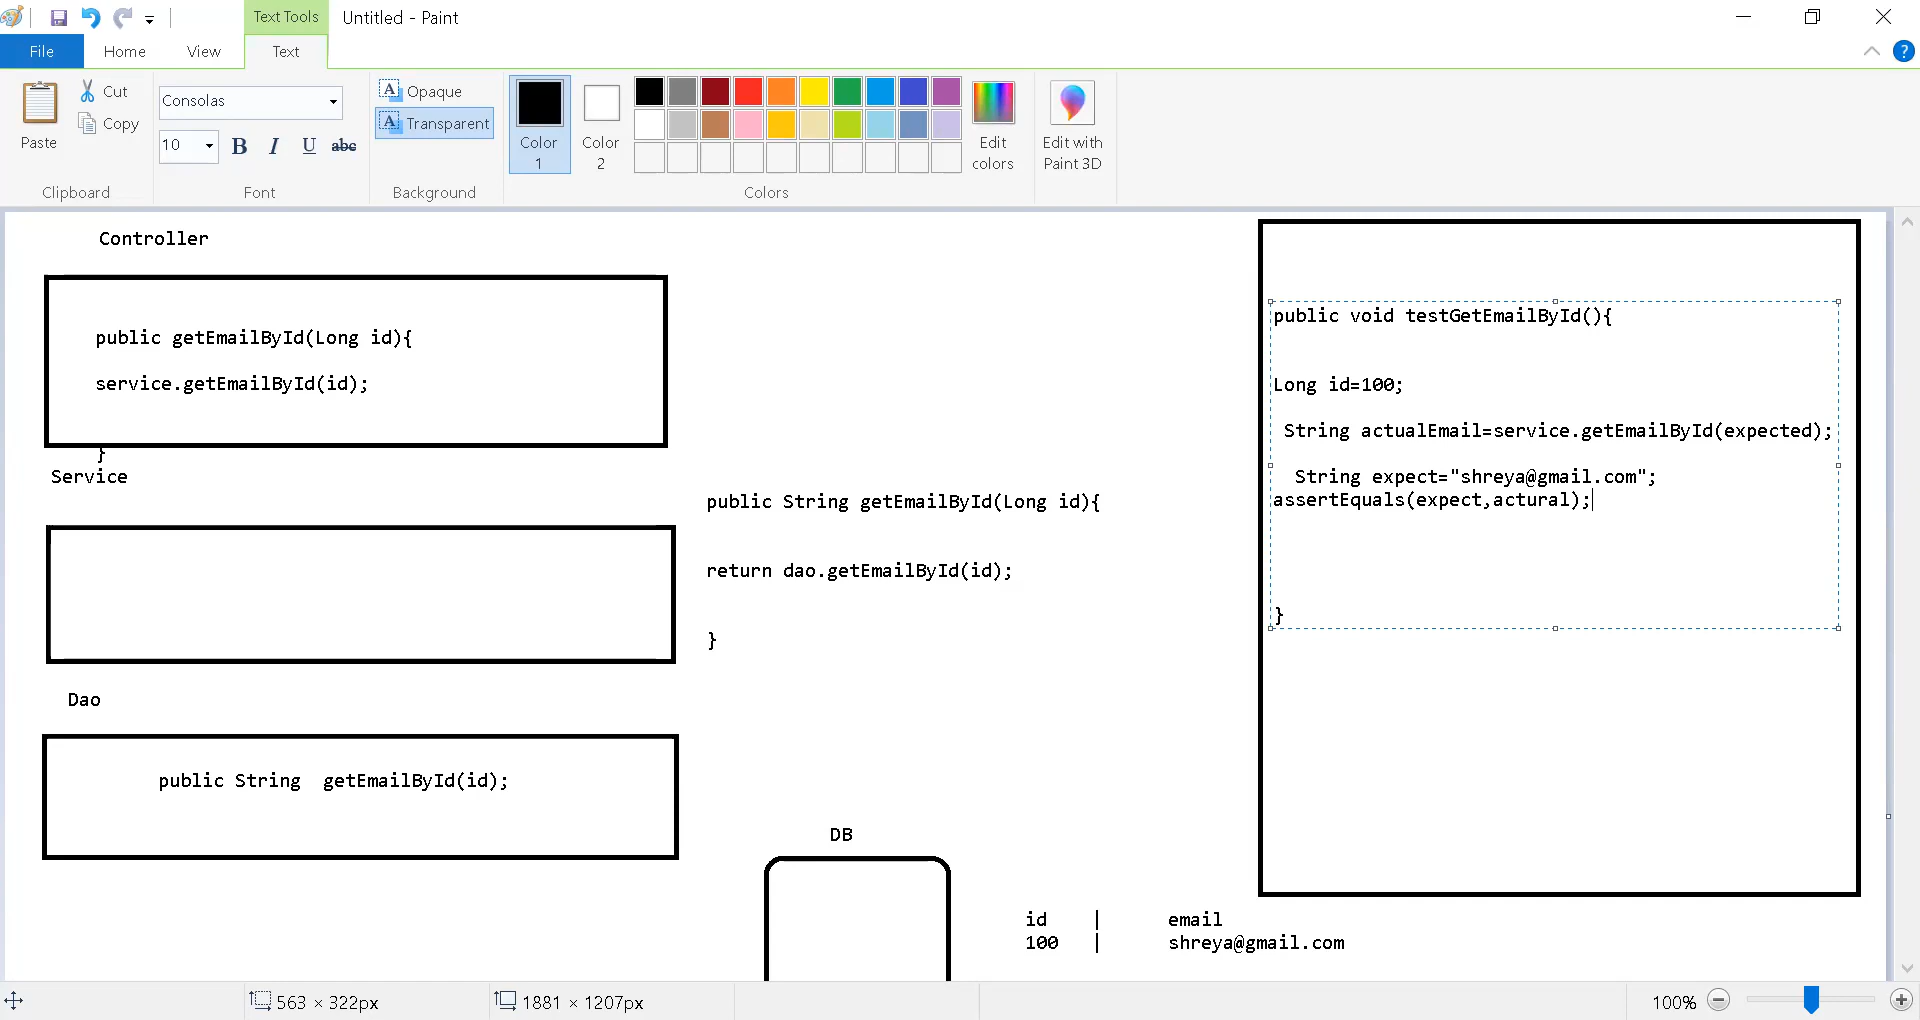 Text Tools
Untitled - Paint
File
Home
View
Text
?
Paste
Cut
Copy
Clipboard
Consolas
10
B I U abc
Font
A Opaque
A Transparent
Background
Color
1
Color
2
Colors
Edit
colors
Edit with
Paint 3D
Controller
public getEmailById(Long id){
service.getEmailById(id);
}
Service
public String getEmailById(Long id){
return dao.getEmailById(id);
}
Dao
public String  getEmailById(id);
DB
id | email
100 | shreya@gmail.com
public void testGetEmailById(){
Long id=100;
String actualEmail=service.getEmailById(expected);
String expect="shreya@gmail.com";
assertEquals(expect,actural);
}
563 × 322px
1881 × 1207px
100%